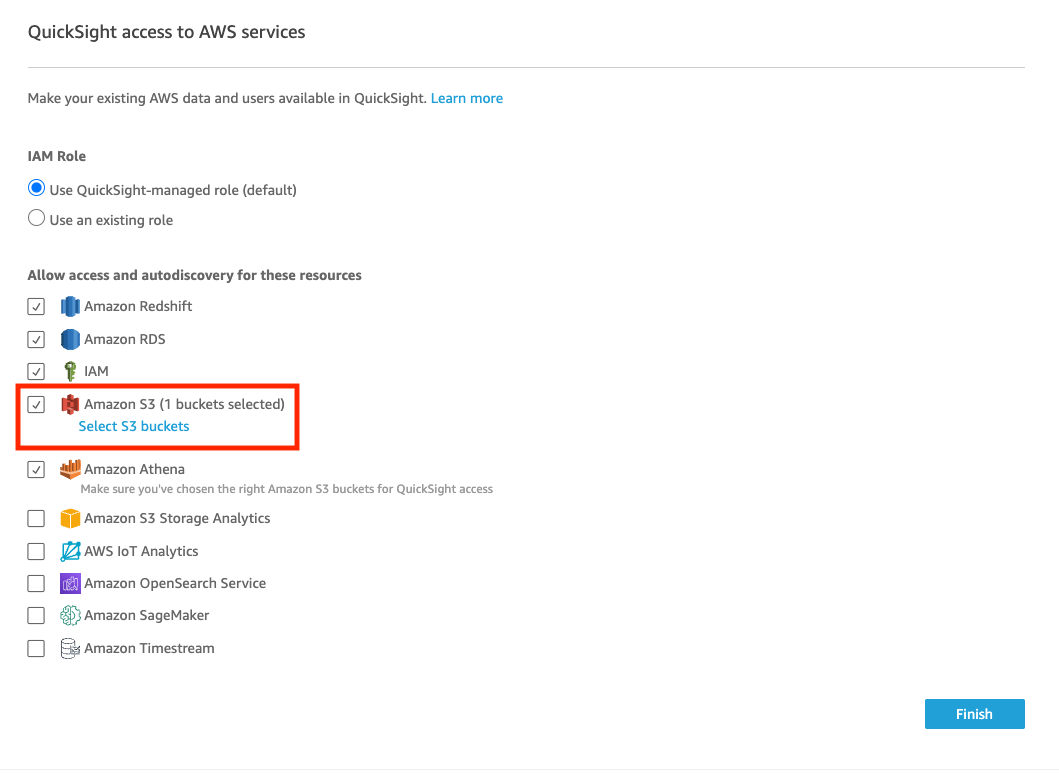 QuickSight access to AWS services
Make your existing AWS data and users available in QuickSight. Learn more
IAM Role
Use QuickSight-managed role (default)
Use an existing role
Allow access and autodiscovery for these resources
Amazon Redshift
Amazon RDS
IAM
Amazon S3 (1 buckets selected)
Select S3 buckets
Amazon Athena
Make sure you've chosen the right Amazon S3 buckets for QuickSight access
Amazon S3 Storage Analytics
AWS IoT Analytics
Amazon OpenSearch Service
Amazon SageMaker
Amazon Timestream
Finish